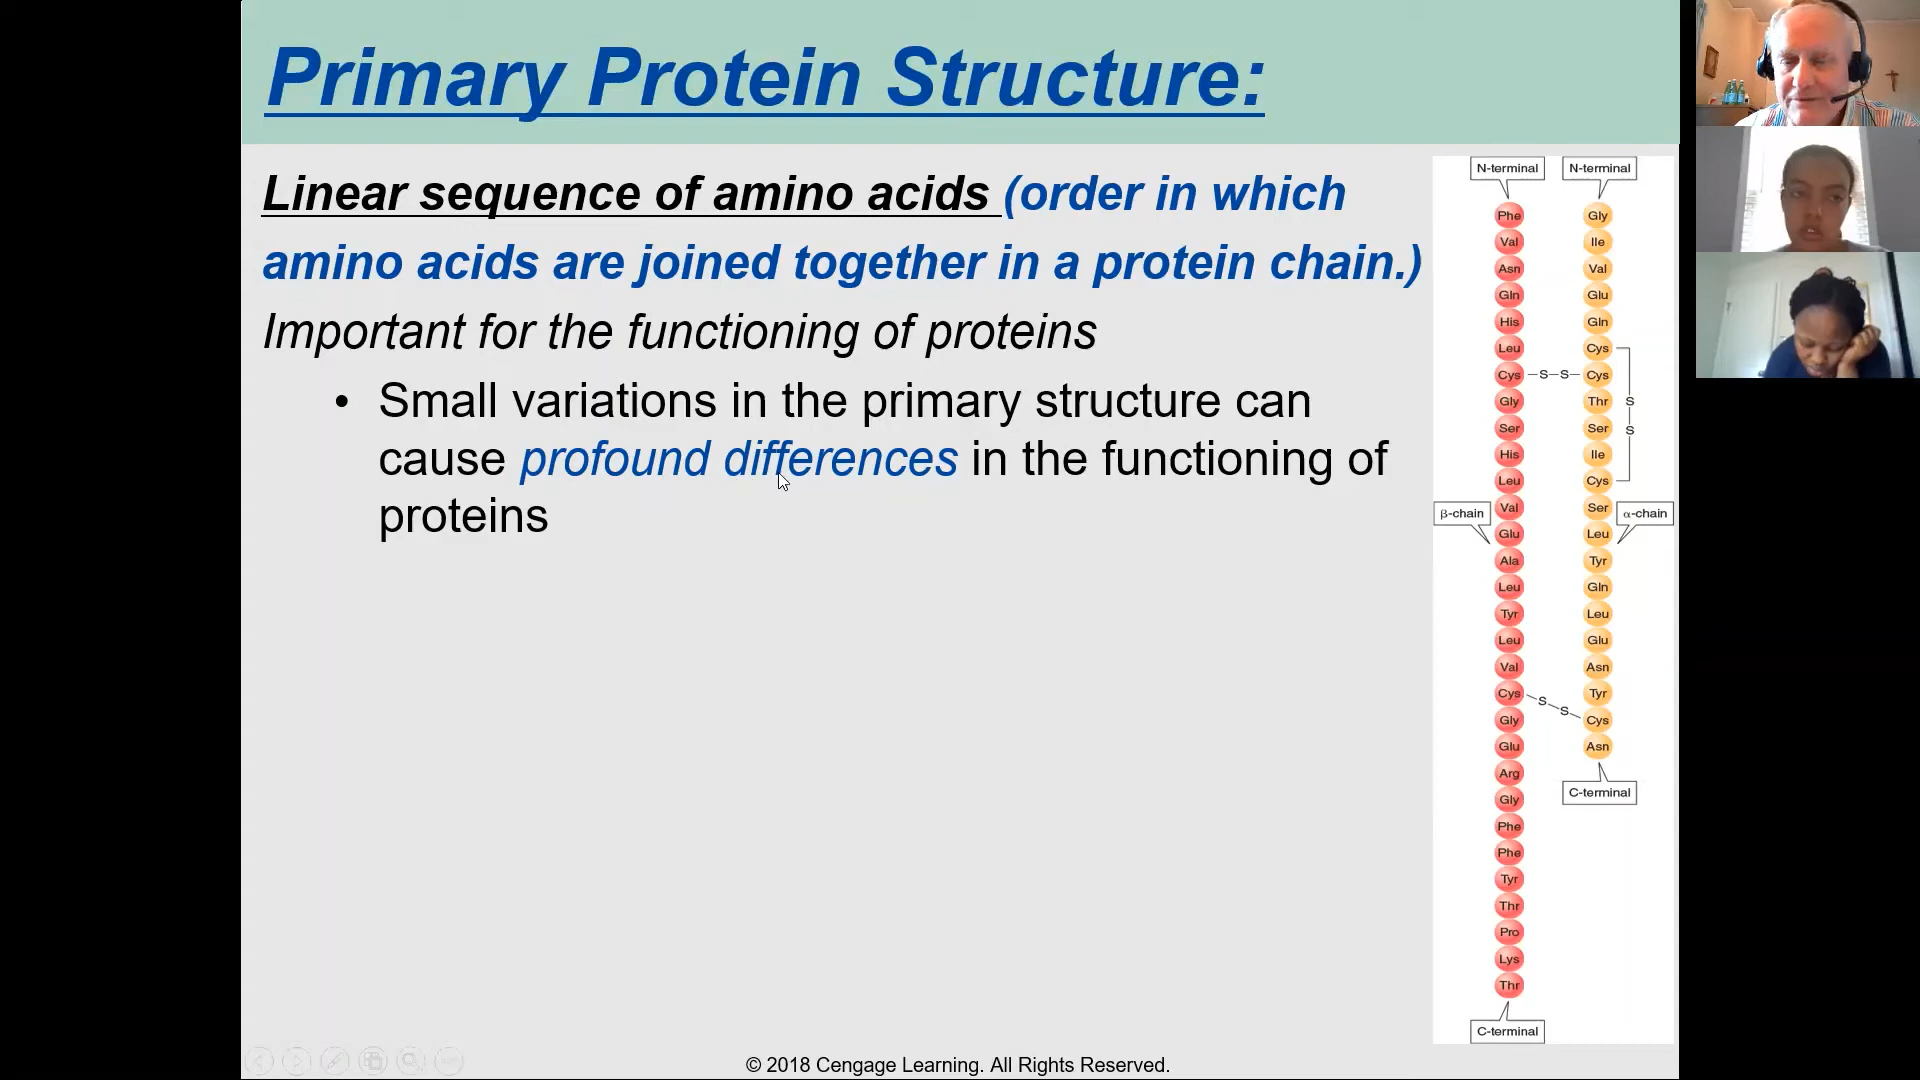 Primary Protein Structure:
Linear sequence of amino acids (order in which
amino acids are joined together in a protein chain.)
Important for the functioning of proteins
• Small variations in the primary structure can
cause profound differences in the functioning of
proteins
N-terminal N-terminal
Phe Gly
Val Ile
Asn Val
Gln Glu
His Gln
Leu Cys
Cys S S Cys
Gly Thr S
Ser Ser S
His Ile
Leu Cys
Val Ser
β-chain α-chain
Glu Leu
Ala Tyr
Leu Gln
Tyr Leu
Leu Glu
Val Asn
Cys Tyr
S
S
Gly Cys
Glu Asn
Arg
C-terminal
Gly
Phe
Phe
Tyr
Thr
Pro
Lys
Thr
C-terminal
© 2018 Cengage Learning. All Rights Reserved.